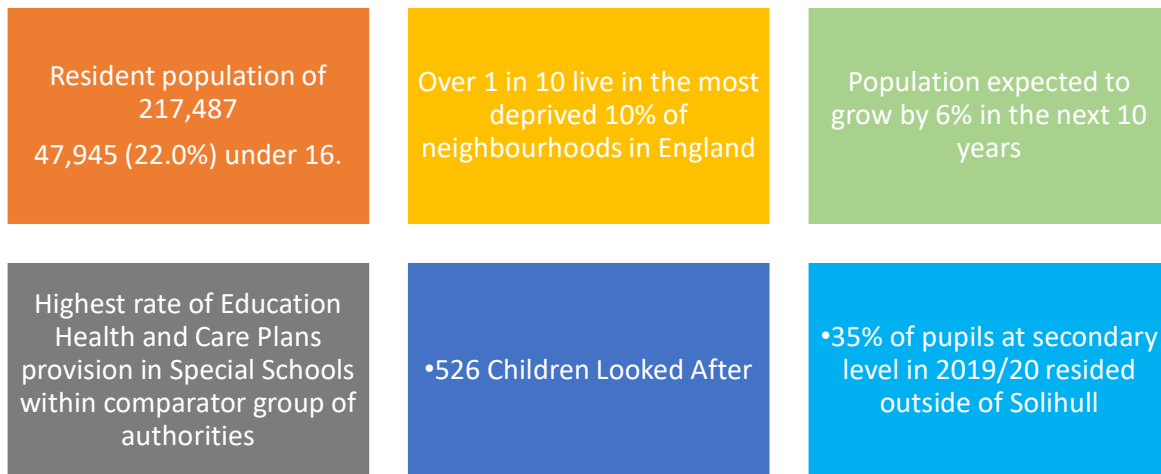 Resident population of
217,487
47,945 (22.0%) under 16.
Over 1 in 10 live in the most
deprived 10% of
neighbourhoods in England
Population expected to
grow by 6% in the next 10
years
Highest rate of Education
Health and Care Plans
provision in Special Schools
within comparator group of
authorities
•526 Children Looked After
•35% of pupils at secondary
level in 2019/20 resided
outside of Solihull